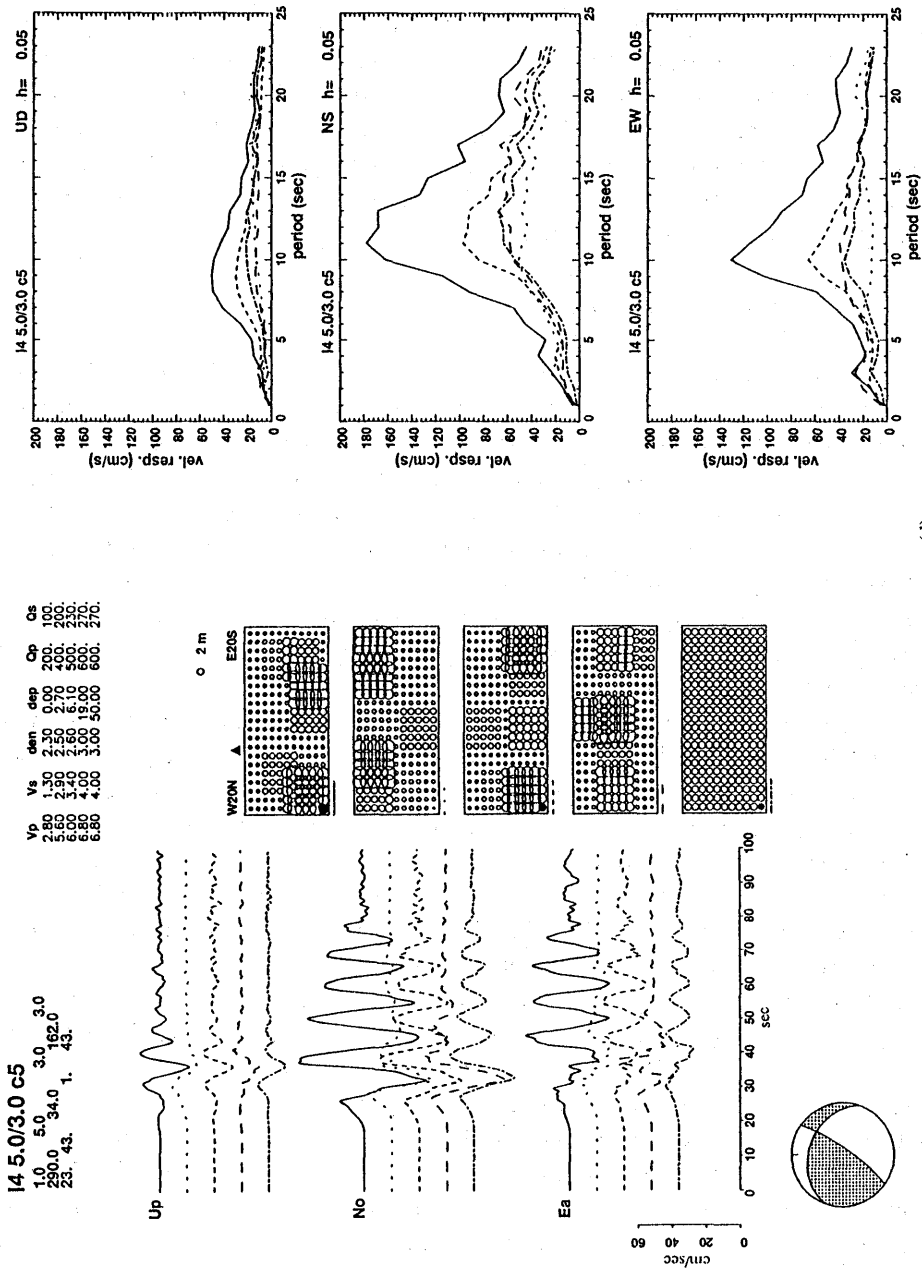 I4 5.0/3.0 c5
1.0 5.0 3.0 3.0
290.0 34.0 162.0
23. 43. 1. 43.
Vp Vs den dep Qp Qs
2.80 1.30 2.30 0.00 200. 100.
5.60 2.90 2.50 2.70 400. 200.
6.00 3.40 2.60 9.10 500. 230.
6.80 4.00 3.00 19.00 600. 270.
6.80 4.00 3.00 50.00 600. 270.
Up
No
Ea
cm/sec
60
40
20
0
0 10 20 30 40 50 60 70 80 90 100
sec
2 m
W20N E20S
I4 5.0/3.0 c5 UD h= 0.05
vel. resp. (cm/s)
200
180
160
140
120
100
80
60
40
20
0
0 5 10 15 20 25
period (sec)
I4 5.0/3.0 c5 NS h= 0.05
vel. resp. (cm/s)
200
180
160
140
120
100
80
60
40
20
0
0 5 10 15 20 25
period (sec)
I4 5.0/3.0 c5 EW h= 0.05
vel. resp. (cm/s)
200
180
160
140
120
100
80
60
40
20
0
0 5 10 15 20 25
period (sec)